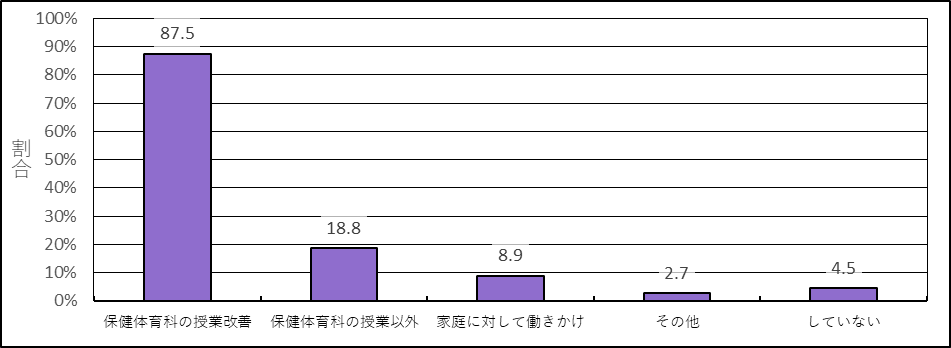 100%
90%
80%
70%
60%
50%
40%
30%
20%
10%
0%
割合
87.5
18.8
8.9
2.7
4.5
保健体育科の授業改善
保健体育科の授業以外
家庭に対して働きかけ
その他
していない